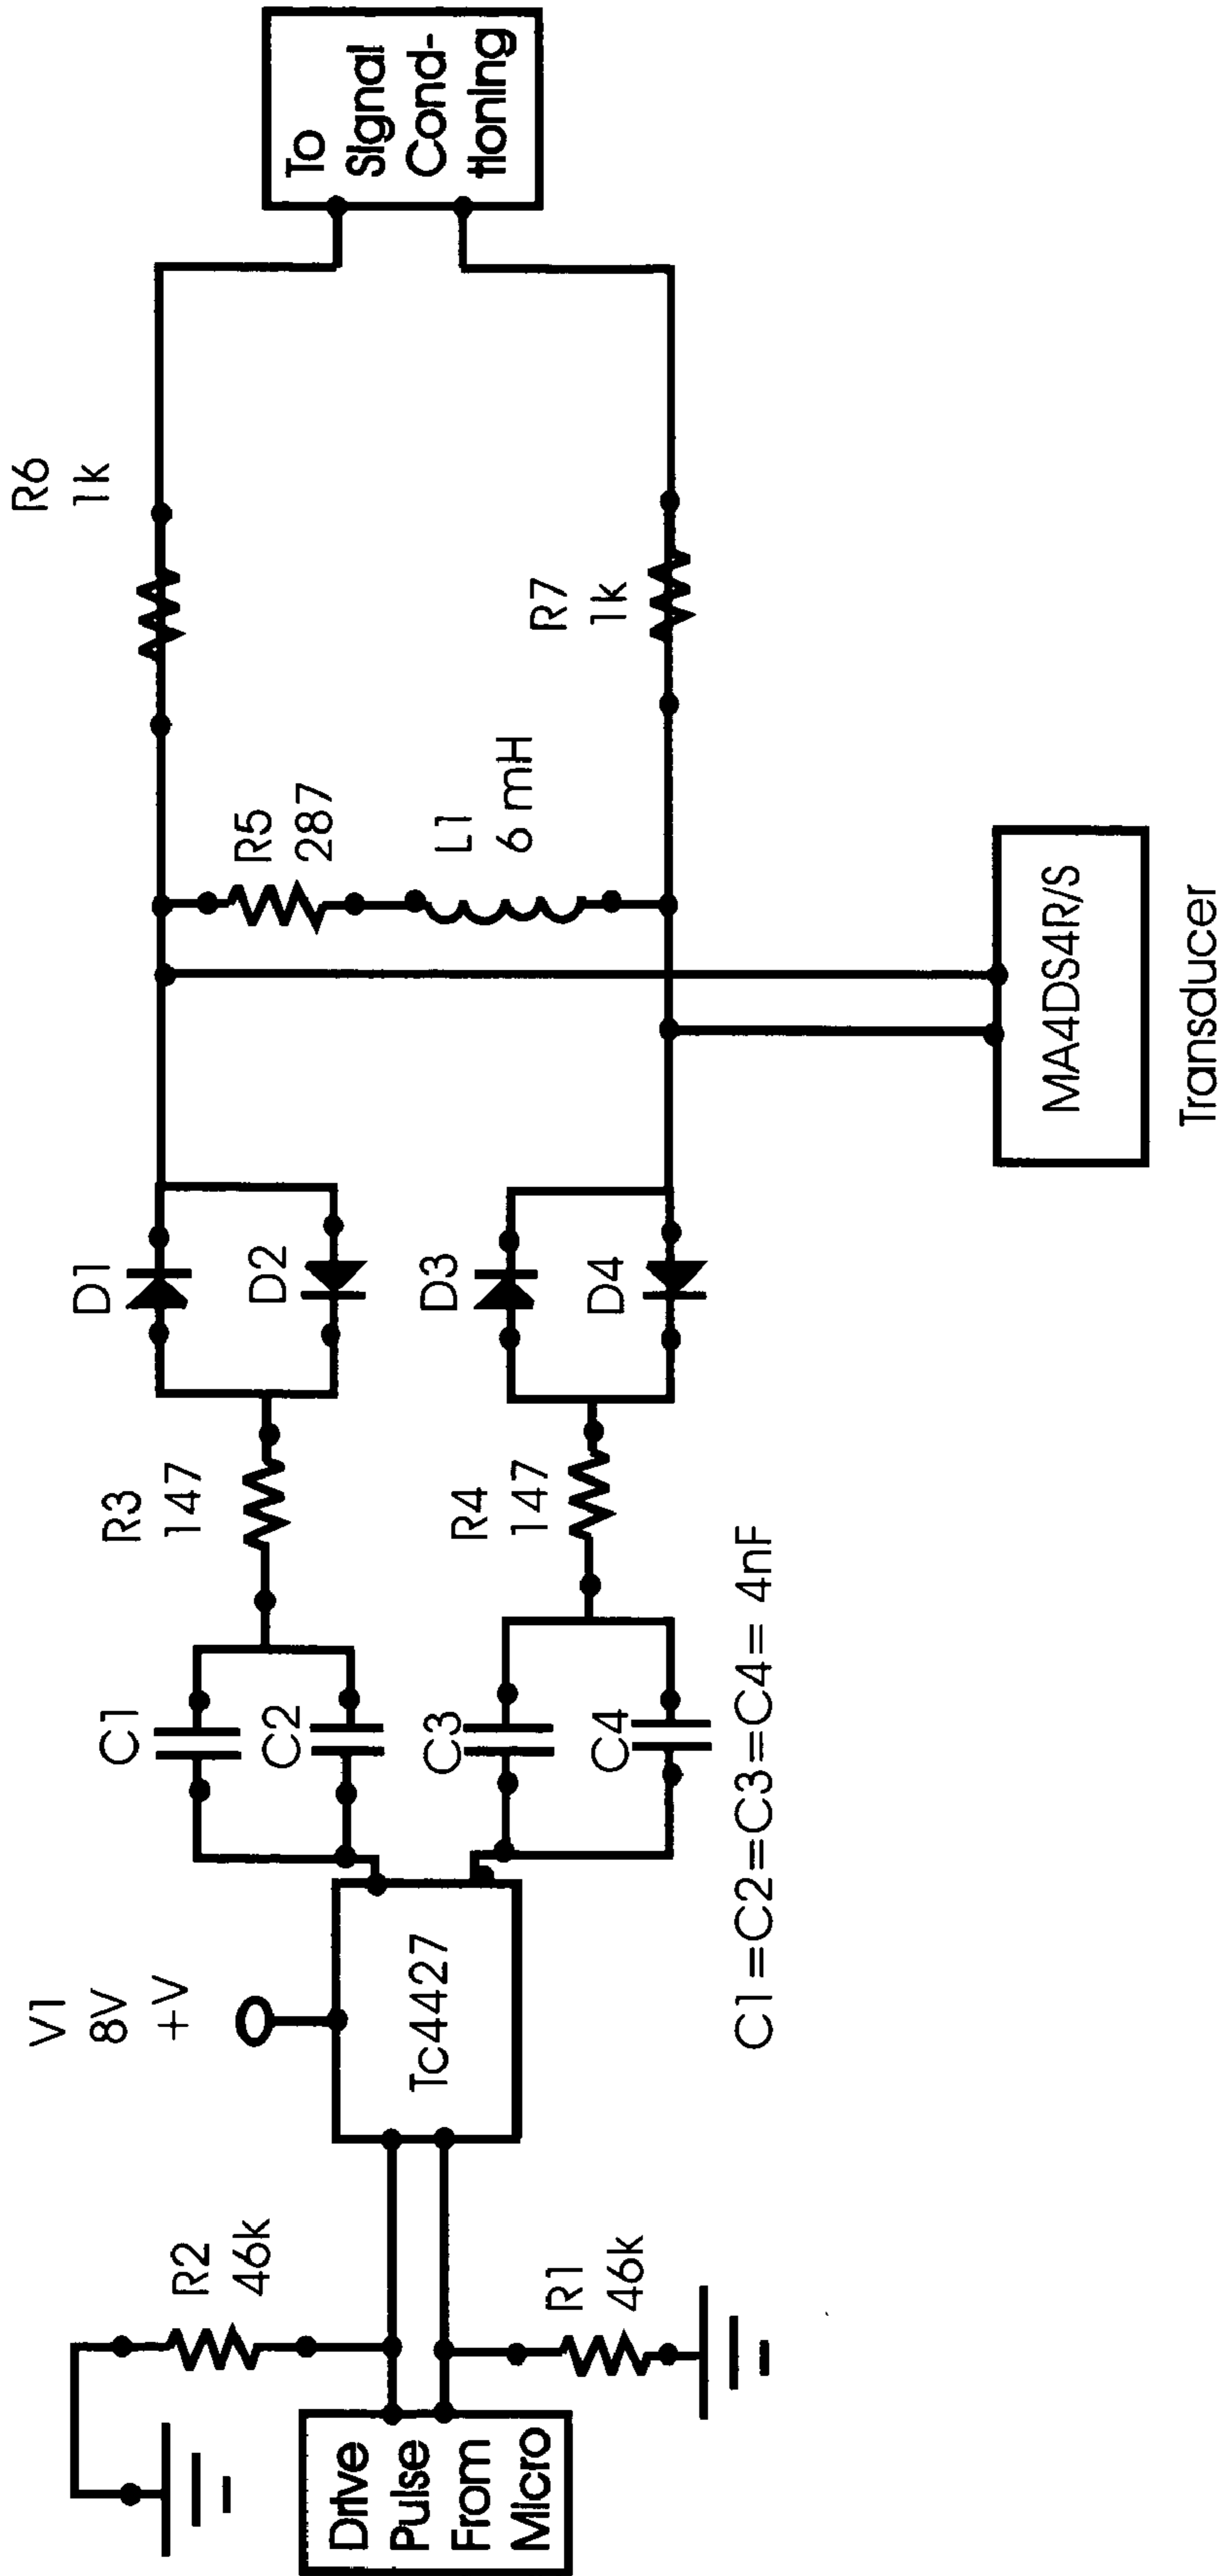 Drive
Pulse
From
Micro
R2
46k
R1
46k
V1
8V
+V
Tc4427
C1
C2
C3
C4
C1=C2=C3=C4= 4nF
R3
147
R4
147
D1
D2
D3
D4
MA4DS4R/S
Transducer
R5
287
L1
6 mH
R6
1k
R7
1k
To
Signal
Cond-
tioning